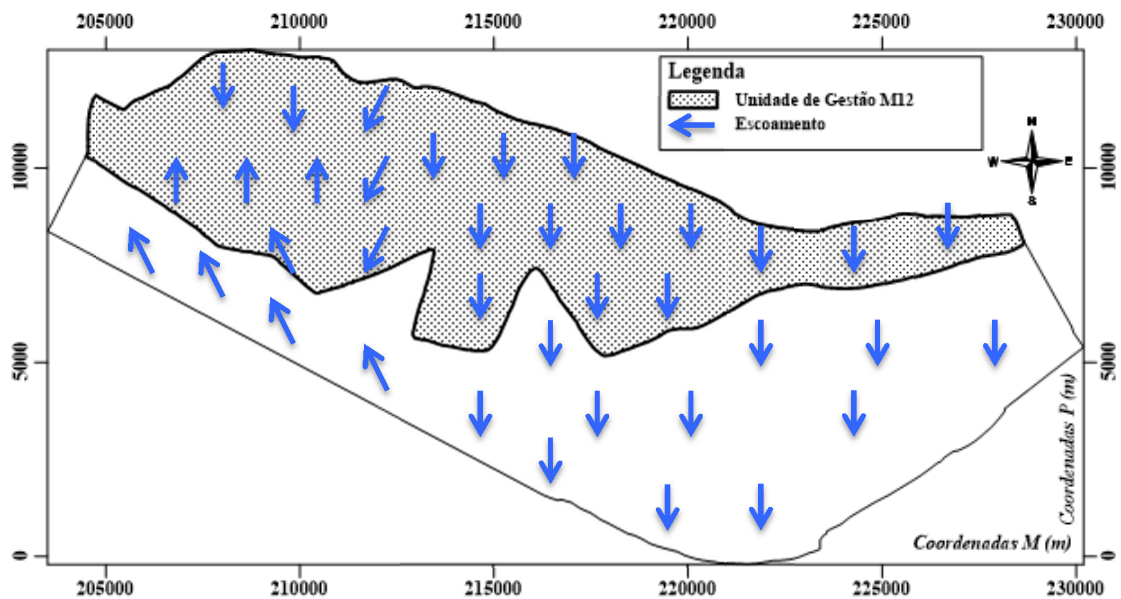 205000 210000 215000 220000 225000 230000
Legenda
Unidade de Gestão M12
Escoamento
N
W E
S
10000 10000
5000 5000
Coordenadas P (m)
Coordenadas M (m)
0 0
205000 210000 215000 220000 225000 230000